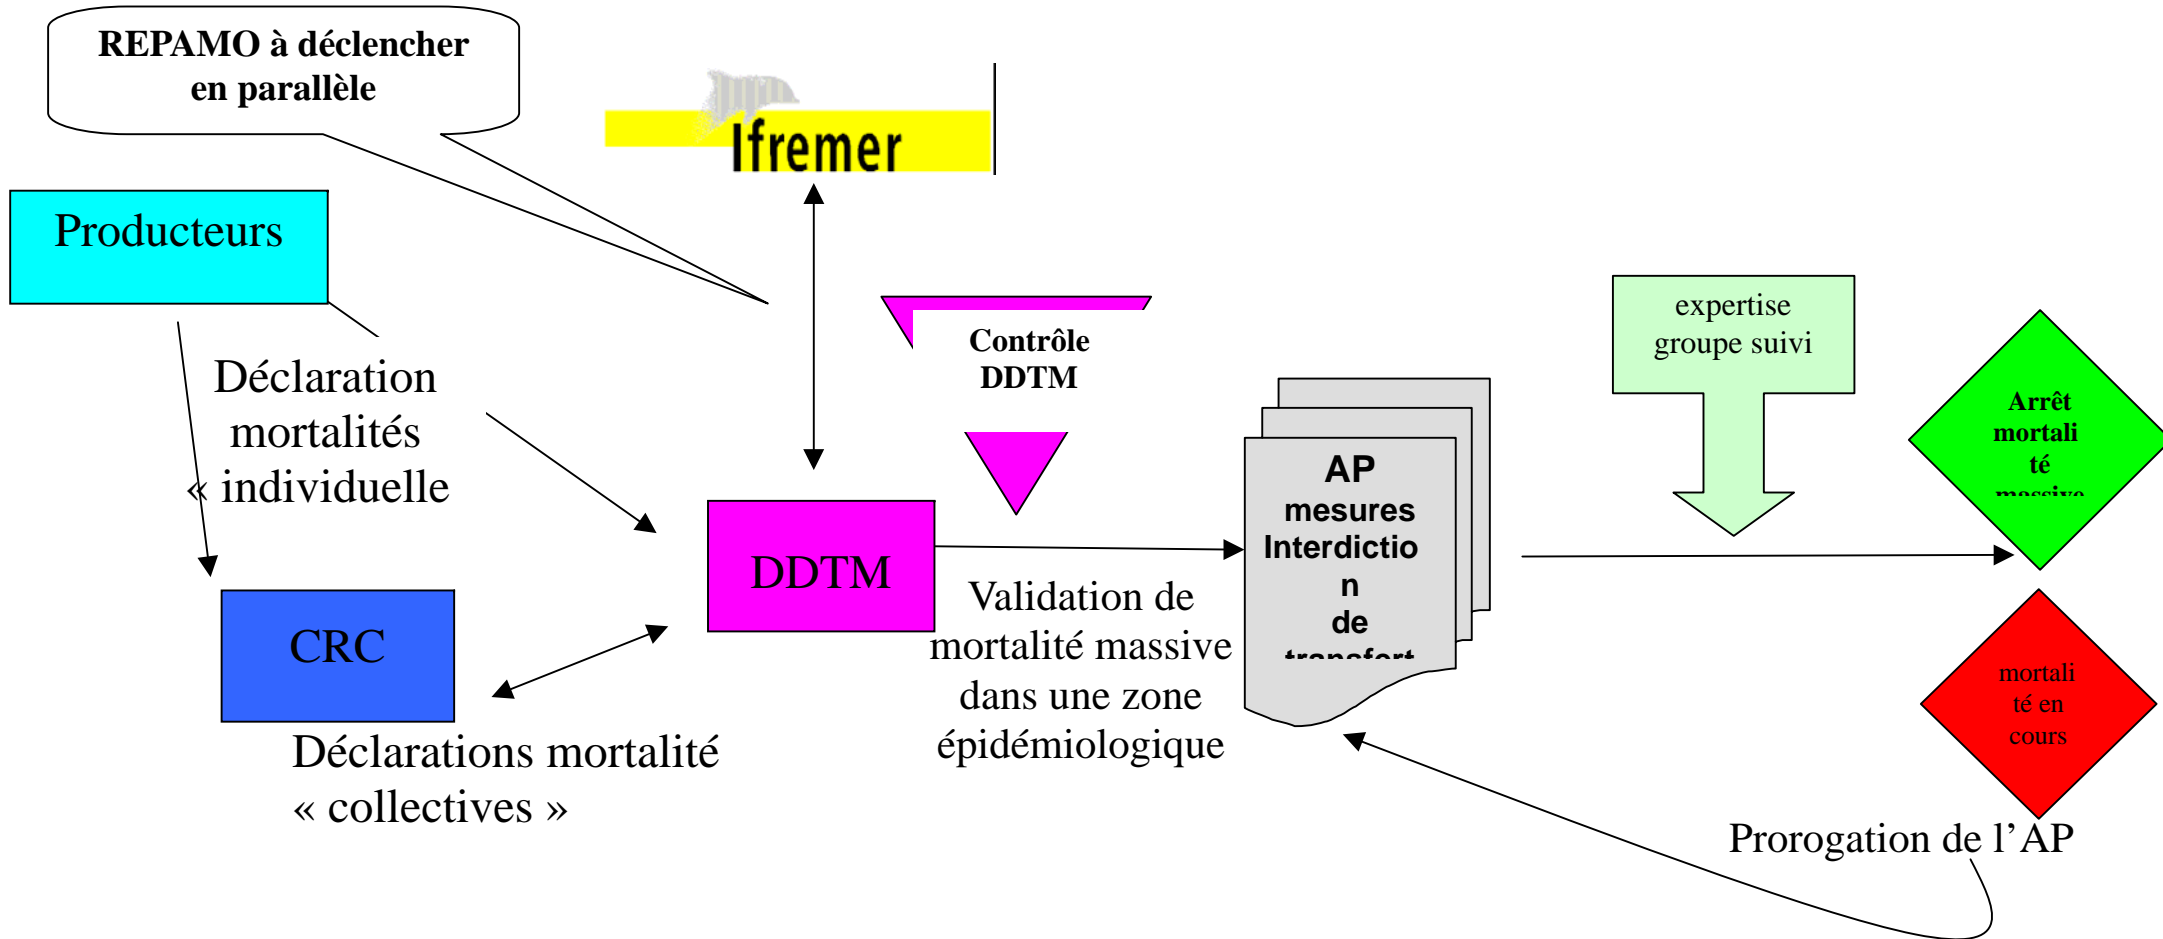 REPAMO à déclencher
en parallèle
Ifremer
Producteurs
Déclaration
mortalités
« individuelle
CRC
Déclarations mortalité
« collectives »
DDTM
Contrôle
DDTM
Validation de
mortalité massive
dans une zone
épidémiologique
AP
mesures
Interdictio
n
de
transfert
expertise
groupe suivi
Arrêt
mortali
té
massive
mortali
té en
cours
Prorogation de l’AP